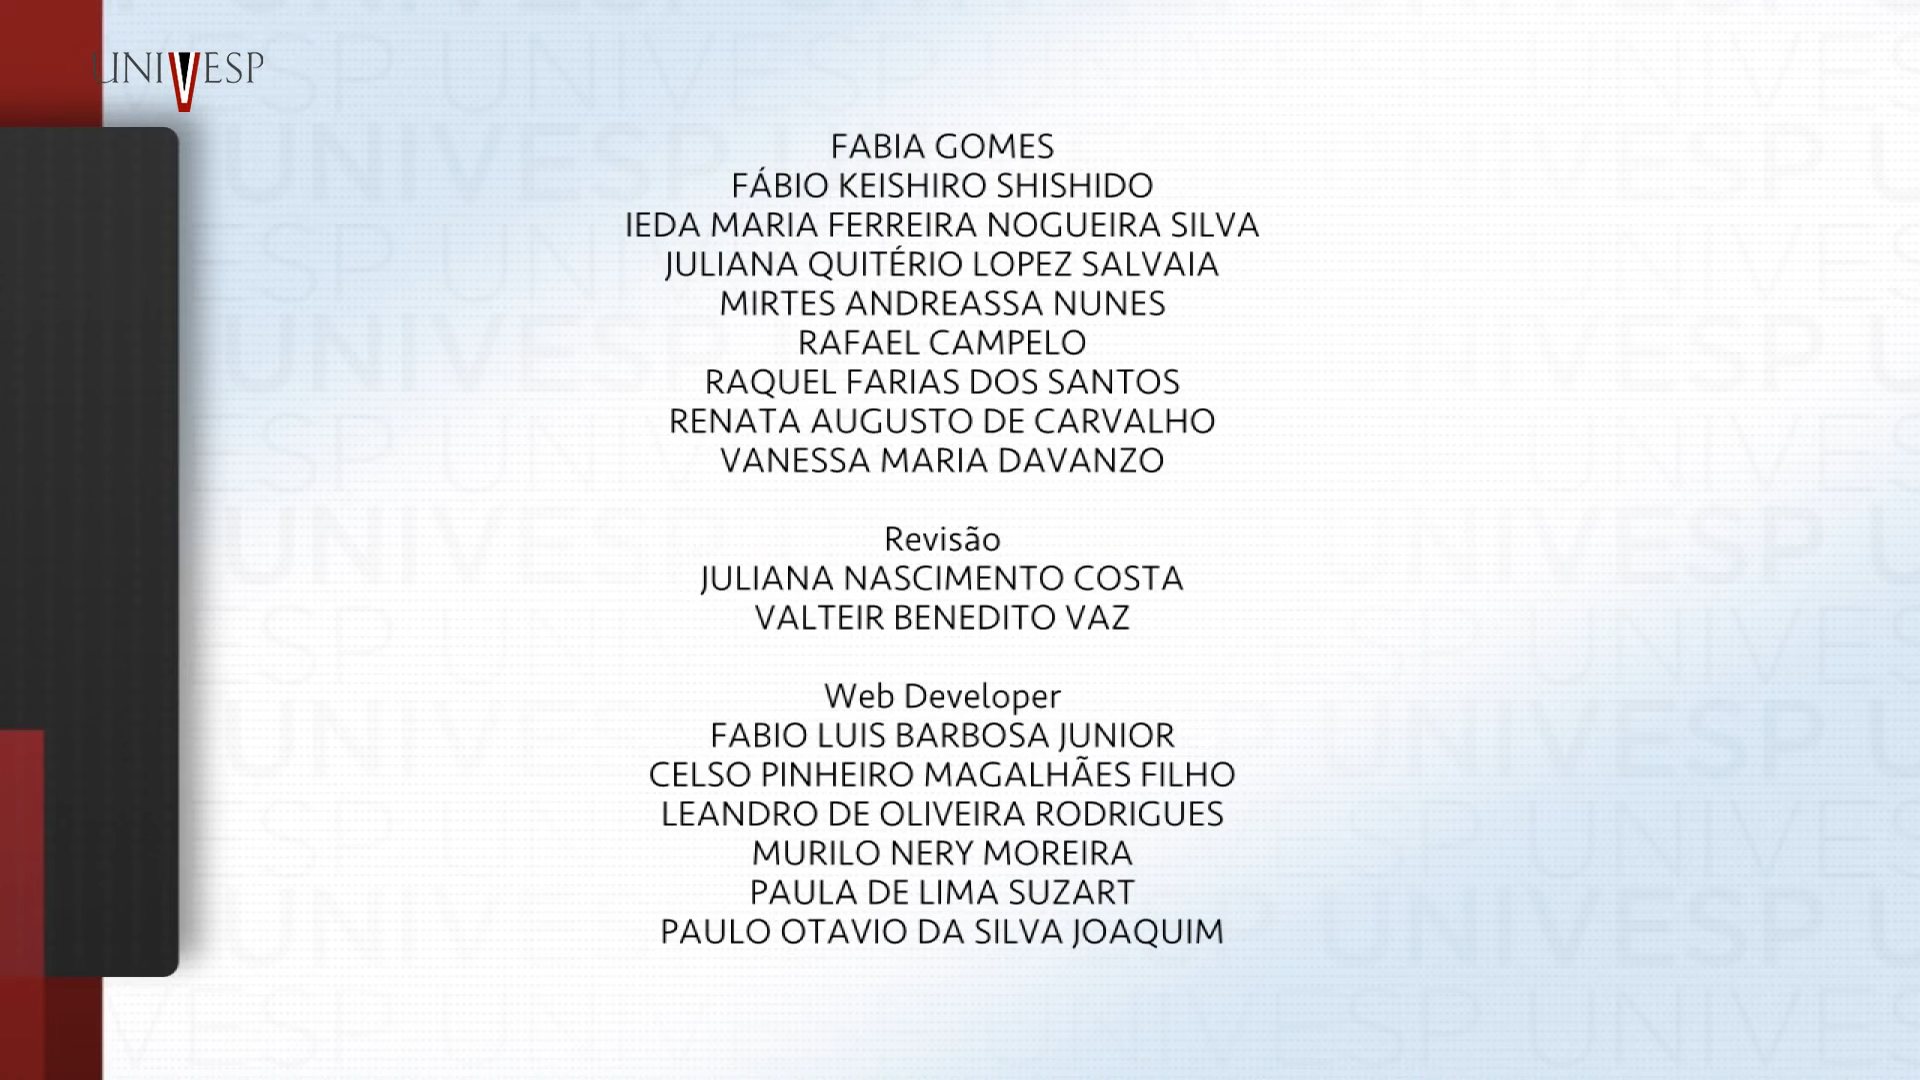 UNIVESP
FABIA GOMES
FÁBIO KEISHIRO SHISHIDO
IEDA MARIA FERREIRA NOGUEIRA SILVA
JULIANA QUITÉRIO LOPEZ SALVAIA
MIRTES ANDREASSA NUNES
RAFAEL CAMPELO
RAQUEL FARIAS DOS SANTOS
RENATA AUGUSTO DE CARVALHO
VANESSA MARIA DAVANZO
Revisão
JULIANA NASCIMENTO COSTA
VALTEIR BENEDITO VAZ
Web Developer
FABIO LUIS BARBOSA JUNIOR
CELSO PINHEIRO MAGALHÃES FILHO
LEANDRO DE OLIVEIRA RODRIGUES
MURILO NERY MOREIRA
PAULA DE LIMA SUZART
PAULO OTAVIO DA SILVA JOAQUIM